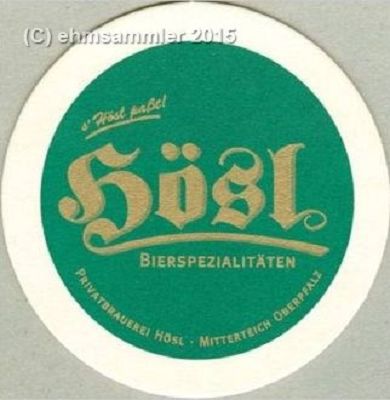 (C) ehmsammler 2015
s' Hösl paßt!
Hösl
BIERSPEZIALITÄTEN
PRIVATBRAUEREI HÖSL - MITTERTEICH OBERPFALZ